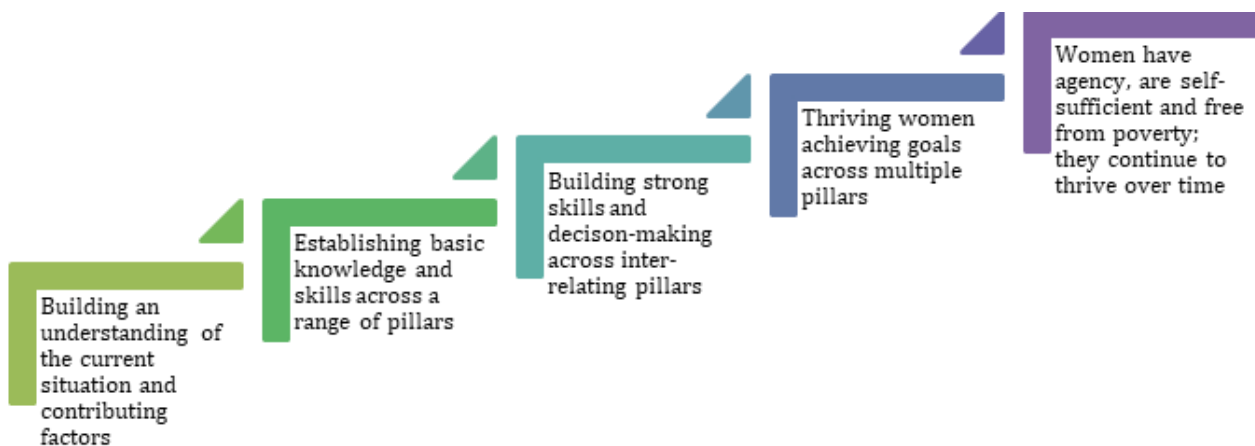 Building an
understanding of
the current
situation and
contributing
factors
Establishing basic
knowledge and
skills across a
range of pillars
Building strong
skills and
decison-making
across inter-
relating pillars
Thriving women
achieving goals
across multiple
pillars
Women have
agency, are self-
sufficient and free
from poverty;
they continue to
thrive over time